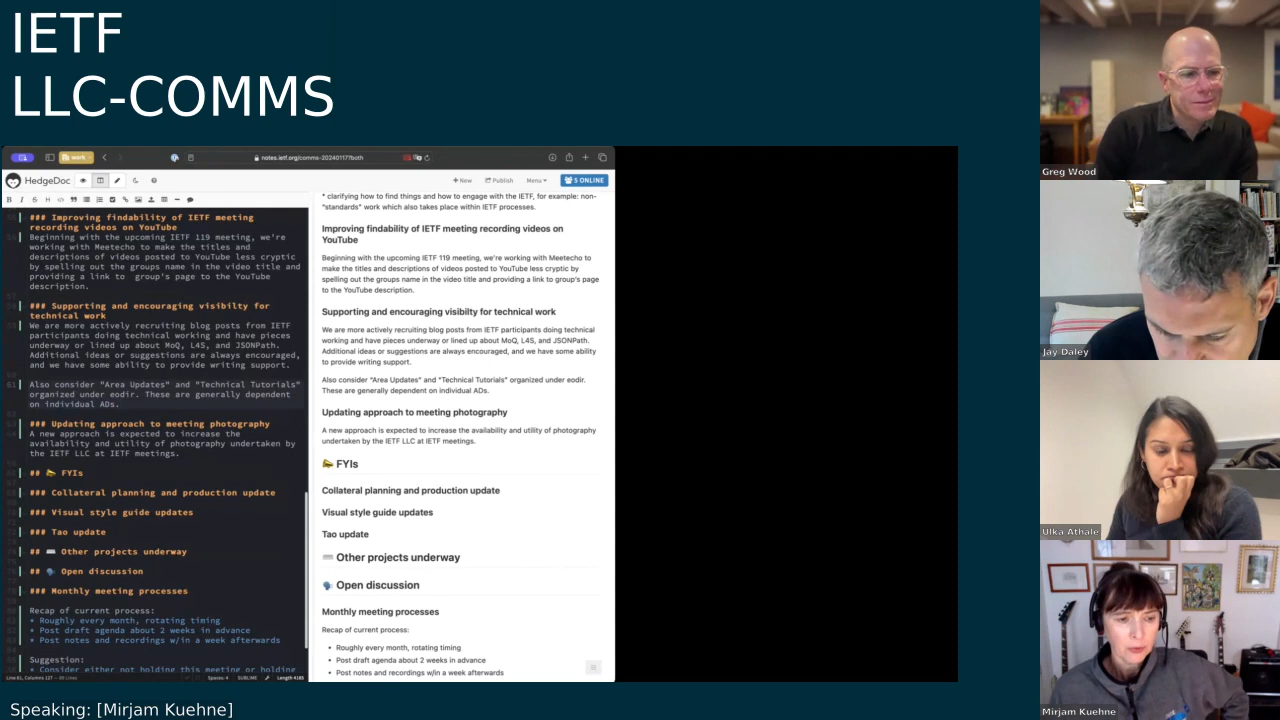 IETF
LLC-COMMS
work
notes.ietf.org/comms-20240117?both
HedgeDoc
New
Publish
Menu
5 ONLINE
### Improving findability of IETF meeting
recording videos on YouTube
Beginning with the upcoming IETF 119 meeting, we're
working with Meetecho to make the titles and
descriptions of videos posted to YouTube less cryptic
by spelling out the groups name in the video title and
providing a link to group's page to the YouTube
description.
### Supporting and encouraging visibilty for
technical work
We are more actively recruiting blog posts from IETF
participants doing technical working and have pieces
underway or lined up about MoQ, L4S, and JSONPath.
Additional ideas or suggestions are always encouraged,
and we have some ability to provide writing support.
Also consider "Area Updates" and "Technical Tutorials"
organized under eodir. These are generally dependent
on individual ADs.
### Updating approach to meeting photography
A new approach is expected to increase the
availability and utility of photography undertaken by
the IETF LLC at IETF meetings.
## FYIs
### Collateral planning and production update
### Visual style guide updates
### Tao update
## Other projects underway
## Open discussion
### Monthly meeting processes
Recap of current process:
* Roughly every month, rotating timing
* Post draft agenda about 2 weeks in advance
* Post notes and recordings w/in a week afterwards
Suggestion:
* Consider either not holding this meeting or holding
Spaces: 4
SUBLIME
Length 4185
* clarifying how to find things and how to engage with the IETF, for example: non-
"standards" work which also takes place within IETF processes.
Improving findability of IETF meeting recording videos on
YouTube
Beginning with the upcoming IETF 119 meeting, we're working with Meetecho to
make the titles and descriptions of videos posted to YouTube less cryptic by
spelling out the groups name in the video title and providing a link to group's page
to the YouTube description.
Supporting and encouraging visibilty for technical work
We are more actively recruiting blog posts from IETF participants doing technical
working and have pieces underway or lined up about MoQ, L4S, and JSONPath.
Additional ideas or suggestions are always encouraged, and we have some ability
to provide writing support.
Also consider "Area Updates" and "Technical Tutorials" organized under eodir.
These are generally dependent on individual ADs.
Updating approach to meeting photography
A new approach is expected to increase the availability and utility of photography
undertaken by the IETF LLC at IETF meetings.
FYIs
Collateral planning and production update
Visual style guide updates
Tao update
Other projects underway
Open discussion
Monthly meeting processes
Recap of current process:
• Roughly every month, rotating timing
• Post draft agenda about 2 weeks in advance
• Post notes and recordings w/in a week afterwards
Greg Wood
Jay Daley
Ulka Athale
Mirjam Kuehne
Speaking: [Mirjam Kuehne]